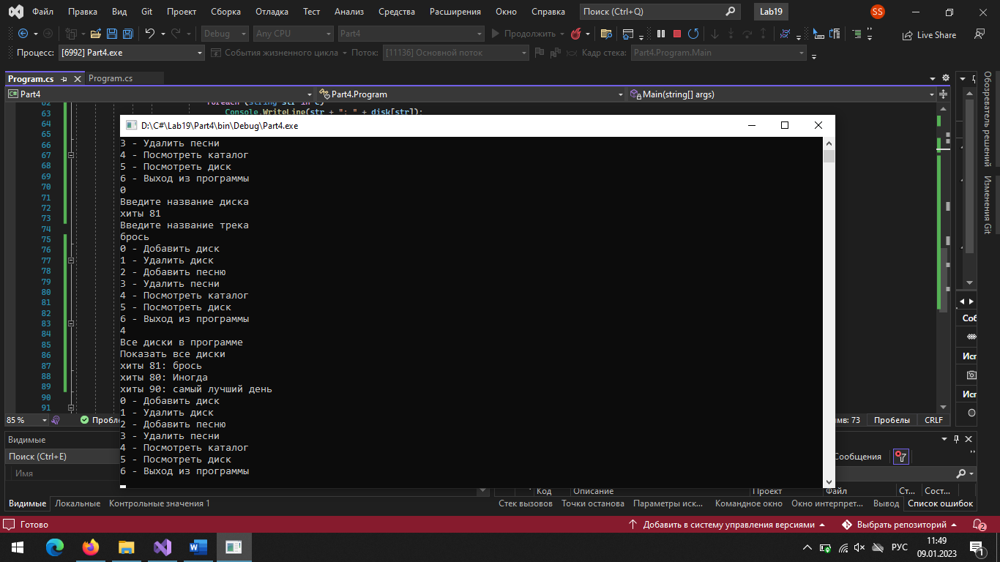 Файл Правка Вид Git Проект Сборка Отладка Тест Анализ Средства Расширения Окно Справка Поиск (Ctrl+Q) Lab19 SS
Debug Any CPU Part4 Продолжить Live Share
Процесс: [6992] Part4.exe События жизненного цикла Поток: [11136] Основной поток Кадр стека: Part4.Program.Main
Program.cs Program.cs
Part4 Part4.Program Main(string[] args)
62 foreach (string str in c)
63 Console.WriteLine(str + ": " + disk[str]);
64
65
66
67
68
69
70
71
72
73
74
75
76
77
78
79
80
81
82
83
84
85
86
87
88
89
90
91
D:\C#\Lab19\Part4\bin\Debug\Part4.exe
3 - Удалить песни
4 - Посмотреть каталог
5 - Посмотреть диск
6 - Выход из программы
0
Введите название диска
хиты 81
Введите название трека
брось
0 - Добавить диск
1 - Удалить диск
2 - Добавить песню
3 - Удалить песни
4 - Посмотреть каталог
5 - Посмотреть диск
6 - Выход из программы
4
Все диски в программе
Показать все диски
хиты 81: брось
хиты 80: Иногда
хиты 90: самый лучший день
0 - Добавить диск
1 - Удалить диск
2 - Добавить песню
3 - Удалить песни
4 - Посмотреть каталог
5 - Посмотреть диск
6 - Выход из программы
Обозреватель решений
Изменения Git
Соб
Исп
Исп
85 % Пробле
мв: 73 Пробелы CRLF
Видимые
Поиск (Ctrl+E)
Имя
Сообщения
Код Описание Проект Файл Ст... Сост...
Видимые Локальные Контрольные значения 1
Стек вызовов Точки останова Параметры иск... Командное окно Окно интерпрет... Вывод Список ошибок
Готово Добавить в систему управления версиями Выбрать репозиторий 2
РУС 11:49
09.01.2023 1